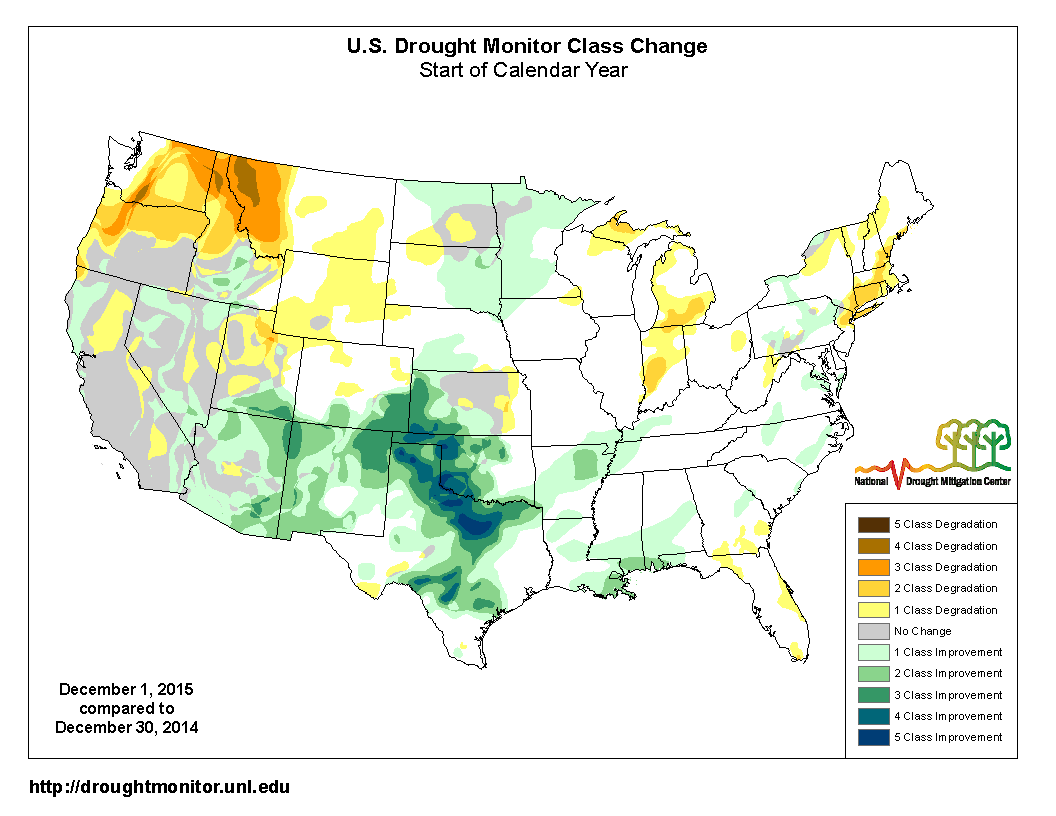 U.S. Drought Monitor Class Change
Start of Calendar Year
National Drought Mitigation Center
5 Class Degradation
4 Class Degradation
3 Class Degradation
2 Class Degradation
1 Class Degradation
No Change
1 Class Improvement
2 Class Improvement
3 Class Improvement
4 Class Improvement
5 Class Improvement
December 1, 2015
compared to
December 30, 2014
http://droughtmonitor.unl.edu